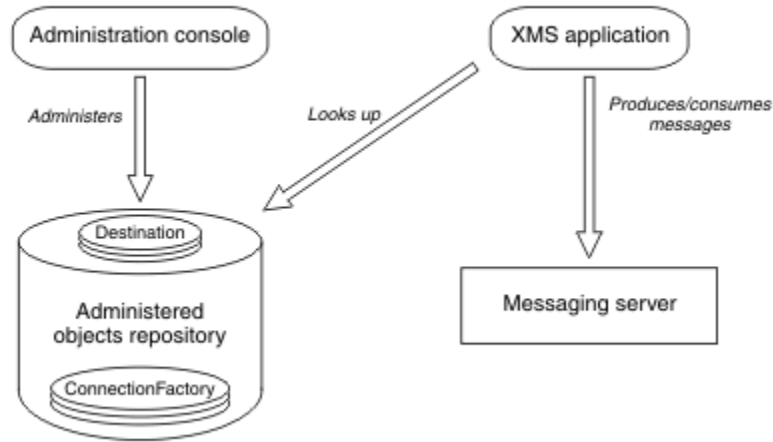 Administration console
XMS application
Administers
Looks up
Produces/consumes
messages
Destination
Administered
objects repository
Messaging server
ConnectionFactory